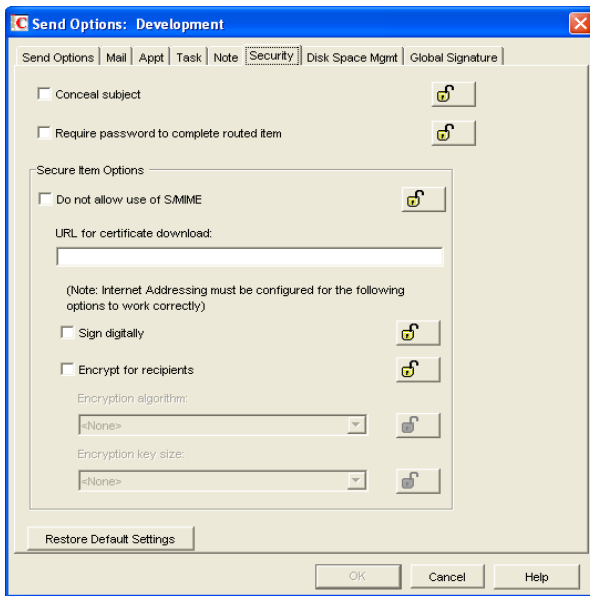 Send Options: Development
Send Options Mail Appt Task Note Security Disk Space Mgmt Global Signature
Conceal subject
Require password to complete routed item
Secure Item Options
Do not allow use of S/MIME
URL for certificate download:
(Note: Internet Addressing must be configured for the following
options to work correctly)
Sign digitally
Encrypt for recipients
Encryption algorithm:
<None>
Encryption key size:
<None>
Restore Default Settings
OK Cancel Help